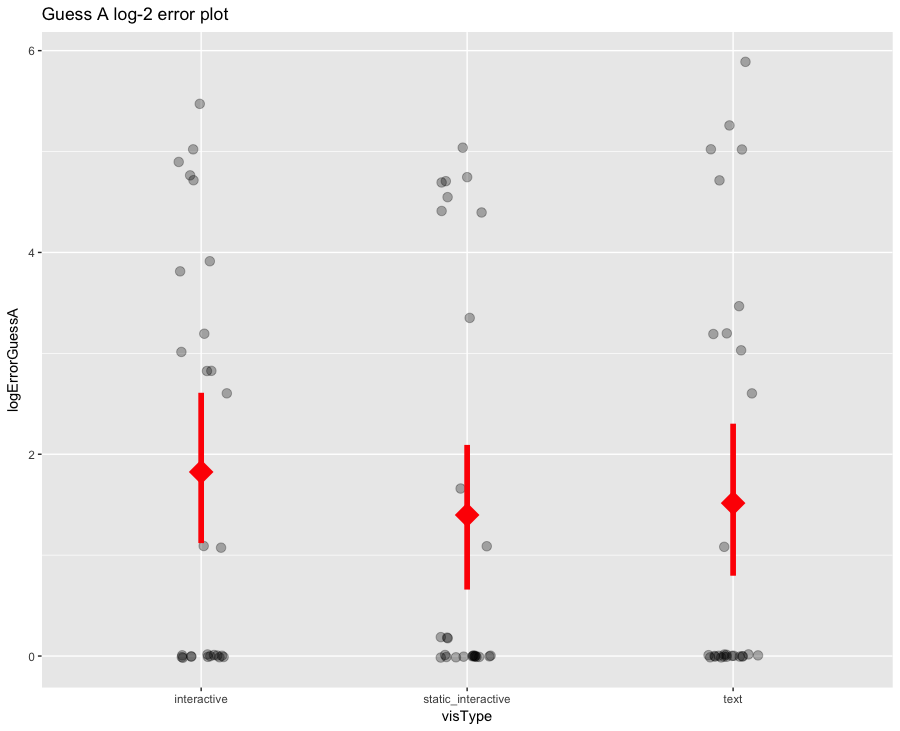 Guess A log-2 error plot
6
4
2
0
logErrorGuessA
interactive
static_interactive
text
visType